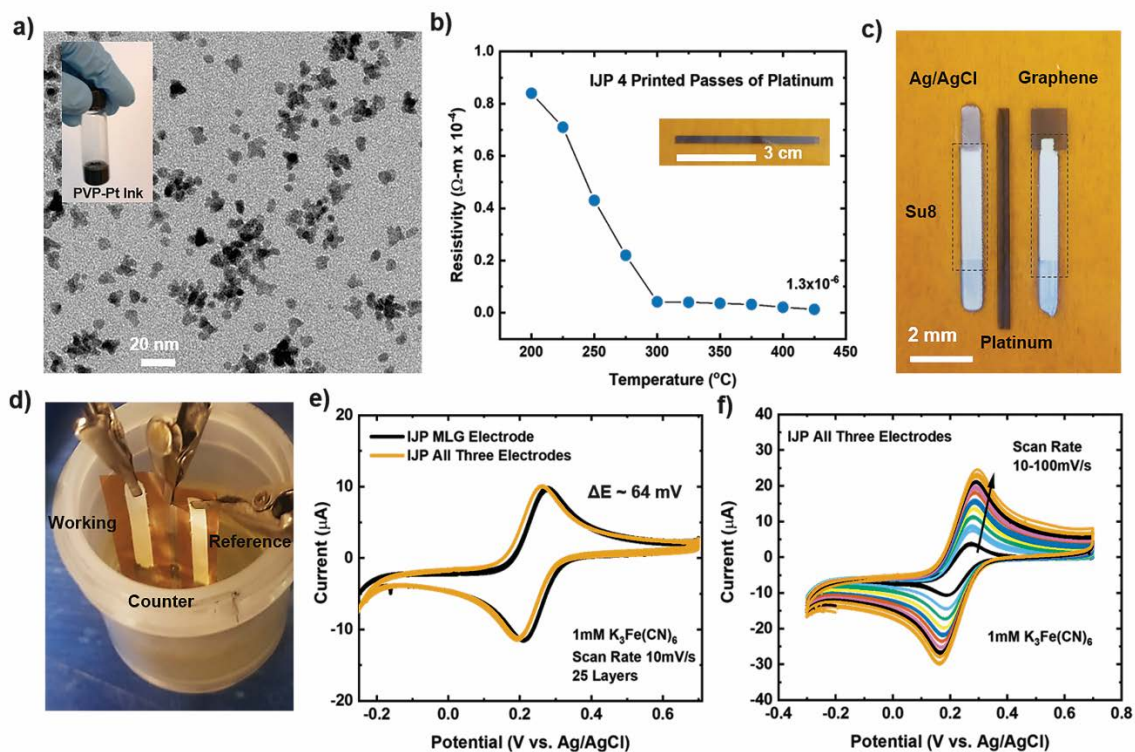 a)
PVP-Pt Ink
20 nm
b)
IJP 4 Printed Passes of Platinum
3 cm
1.3x10⁻⁶
Resistivity (Ω-m x 10⁻⁴)
1.0
0.8
0.6
0.4
0.2
0.0
200 250 300 350 400 450
Temperature (°C)
c)
Ag/AgCl
Graphene
Su8
2 mm
Platinum
d)
Working
Reference
Counter
e)
IJP MLG Electrode
IJP All Three Electrodes
ΔE ~ 64 mV
1mM K₃Fe(CN)₆
Scan Rate 10mV/s
25 Layers
Current (µA)
20
10
0
-10
-20
-0.2 0.0 0.2 0.4 0.6
Potential (V vs. Ag/AgCl)
f)
IJP All Three Electrodes
Scan Rate
10-100mV/s
1mM K₃Fe(CN)₆
Current (µA)
40
30
20
10
0
-10
-20
-30
-40
-0.4 -0.2 0.0 0.2 0.4 0.6 0.8
Potential (V vs. Ag/AgCl)